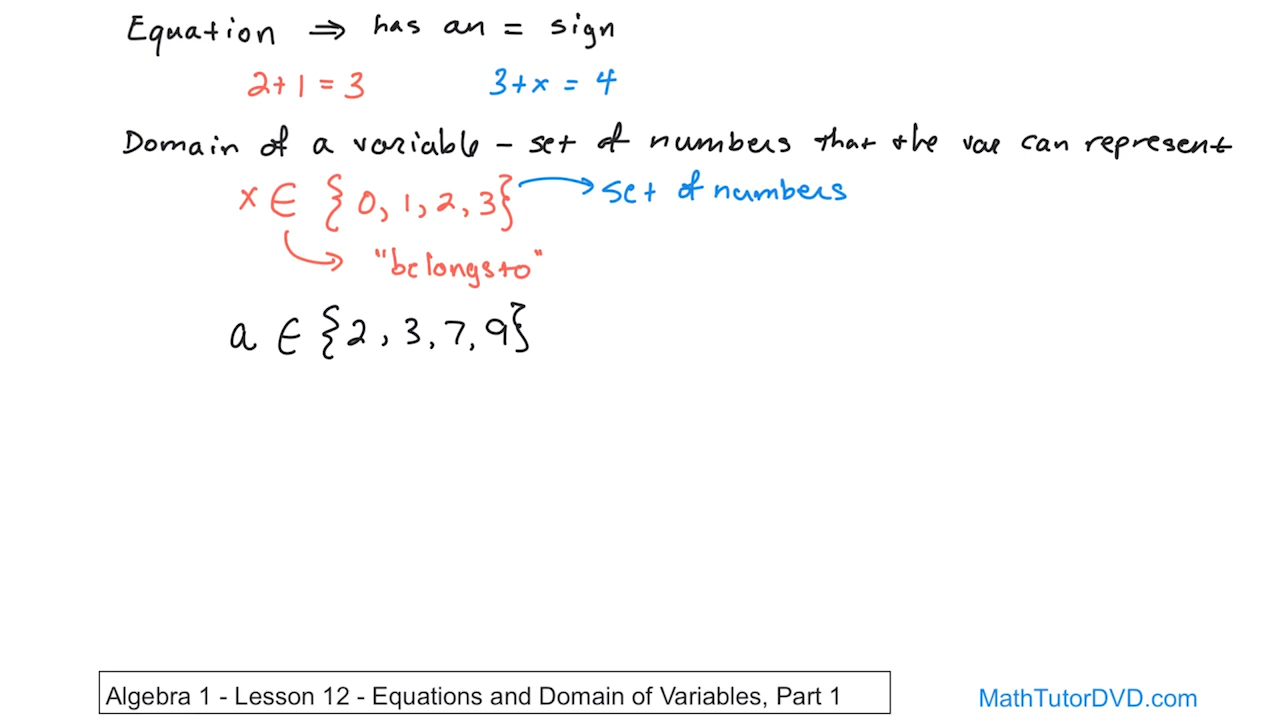 Equation ⇒ has an = sign
2+1=3 3+x=4
Domain of a variable – set of numbers that the var can represent
x ∈ {0, 1, 2, 3} → set of numbers
→ "belongs to"
a ∈ {2, 3, 7, 9}
Algebra 1 - Lesson 12 - Equations and Domain of Variables, Part 1
MathTutorDVD.com